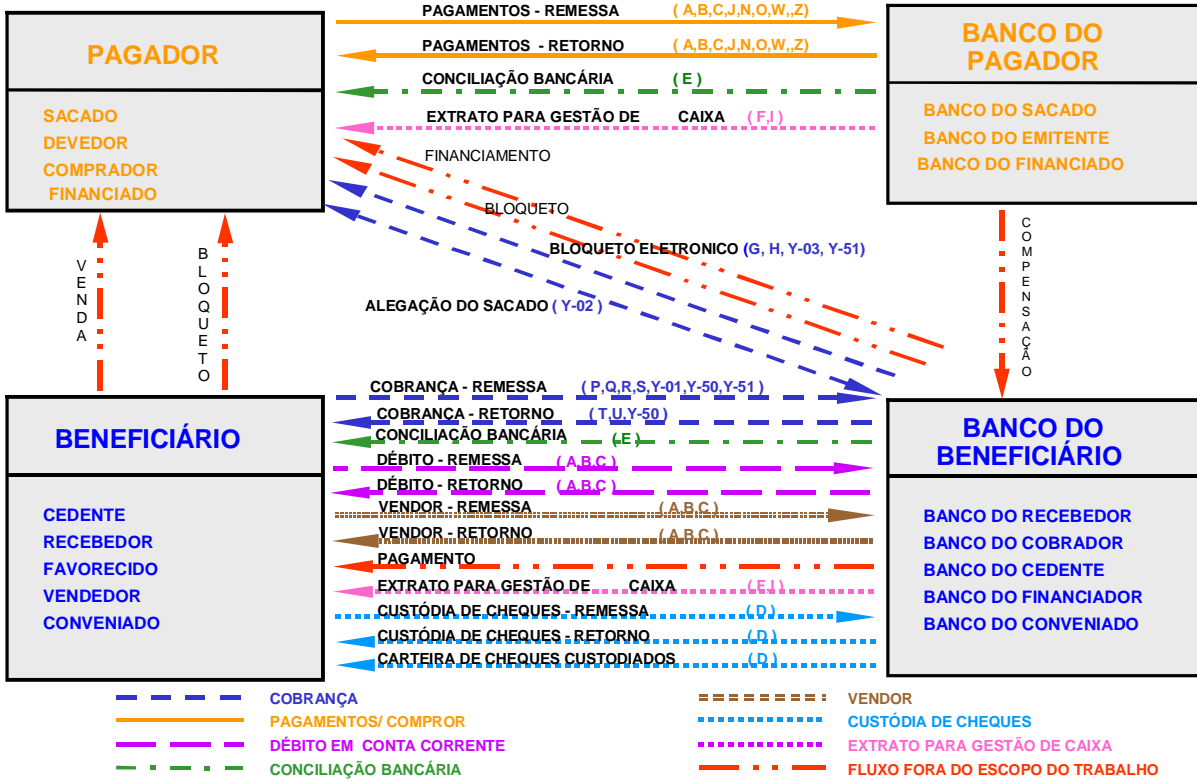 PAGAMENTOS - REMESSA ( A,B,C,J,N,O,W,,Z)
PAGAMENTOS - RETORNO ( A,B,C,J,N,O,W,,Z)
CONCILIAÇÃO BANCÁRIA ( E )
EXTRATO PARA GESTÃO DE CAIXA ( F,I )
PAGADOR
SACADO
DEVEDOR
COMPRADOR
FINANCIADO
BANCO DO
PAGADOR
BANCO DO SACADO
BANCO DO EMITENTE
BANCO DO FINANCIADO
FINANCIAMENTO
BLOQUETO
BLOQUETO ELETRONICO (G, H, Y-03, Y-51)
ALEGAÇÃO DO SACADO ( Y-02 )
VENDA
BLOQUETO
COMPENSAÇÃO
COBRANÇA - REMESSA ( P,Q,R,S,Y-01,Y-50,Y-51 )
COBRANÇA - RETORNO ( T,U,Y-50 )
CONCILIAÇÃO BANCÁRIA ( E )
DÉBITO - REMESSA ( A,B,C )
DÉBITO - RETORNO ( A,B,C )
VENDOR - REMESSA ( A,B,C )
VENDOR - RETORNO ( A,B,C )
PAGAMENTO
EXTRATO PARA GESTÃO DE CAIXA ( F,I )
CUSTÓDIA DE CHEQUES - REMESSA ( D )
CUSTÓDIA DE CHEQUES - RETORNO ( D )
CARTEIRA DE CHEQUES CUSTODIADOS ( D )
BENEFICIÁRIO
CEDENTE
RECEBEDOR
FAVORECIDO
VENDEDOR
CONVENIADO
BANCO DO
BENEFICIÁRIO
BANCO DO RECEBEDOR
BANCO DO COBRADOR
BANCO DO CEDENTE
BANCO DO FINANCIADOR
BANCO DO CONVENIADO
COBRANÇA
PAGAMENTOS/ COMPROR
DÉBITO EM CONTA CORRENTE
CONCILIAÇÃO BANCÁRIA
VENDOR
CUSTÓDIA DE CHEQUES
EXTRATO PARA GESTÃO DE CAIXA
FLUXO FORA DO ESCOPO DO TRABALHO